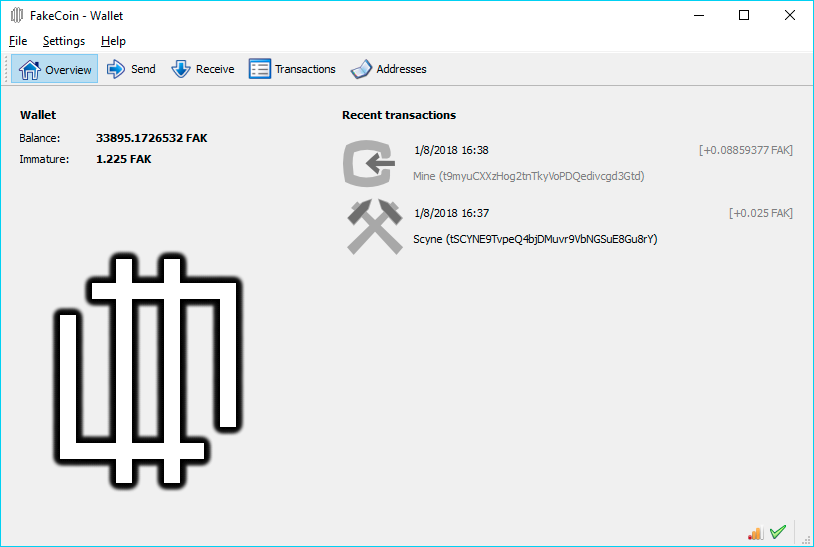 FakeCoin - Wallet
File Settings Help
Overview Send Receive Transactions Addresses
Wallet
Balance: 33895.1726532 FAK
Immature: 1.225 FAK
Recent transactions
1/8/2018 16:38 [+0.08859377 FAK]
Mine (t9myuCXXzHog2tnTkyVoPDQedivcgd3Gtd)
1/8/2018 16:37 [+0.025 FAK]
Scyne (tSCYNE9TvpeQ4bjDMuvr9VbNGSuE8Gu8rY)